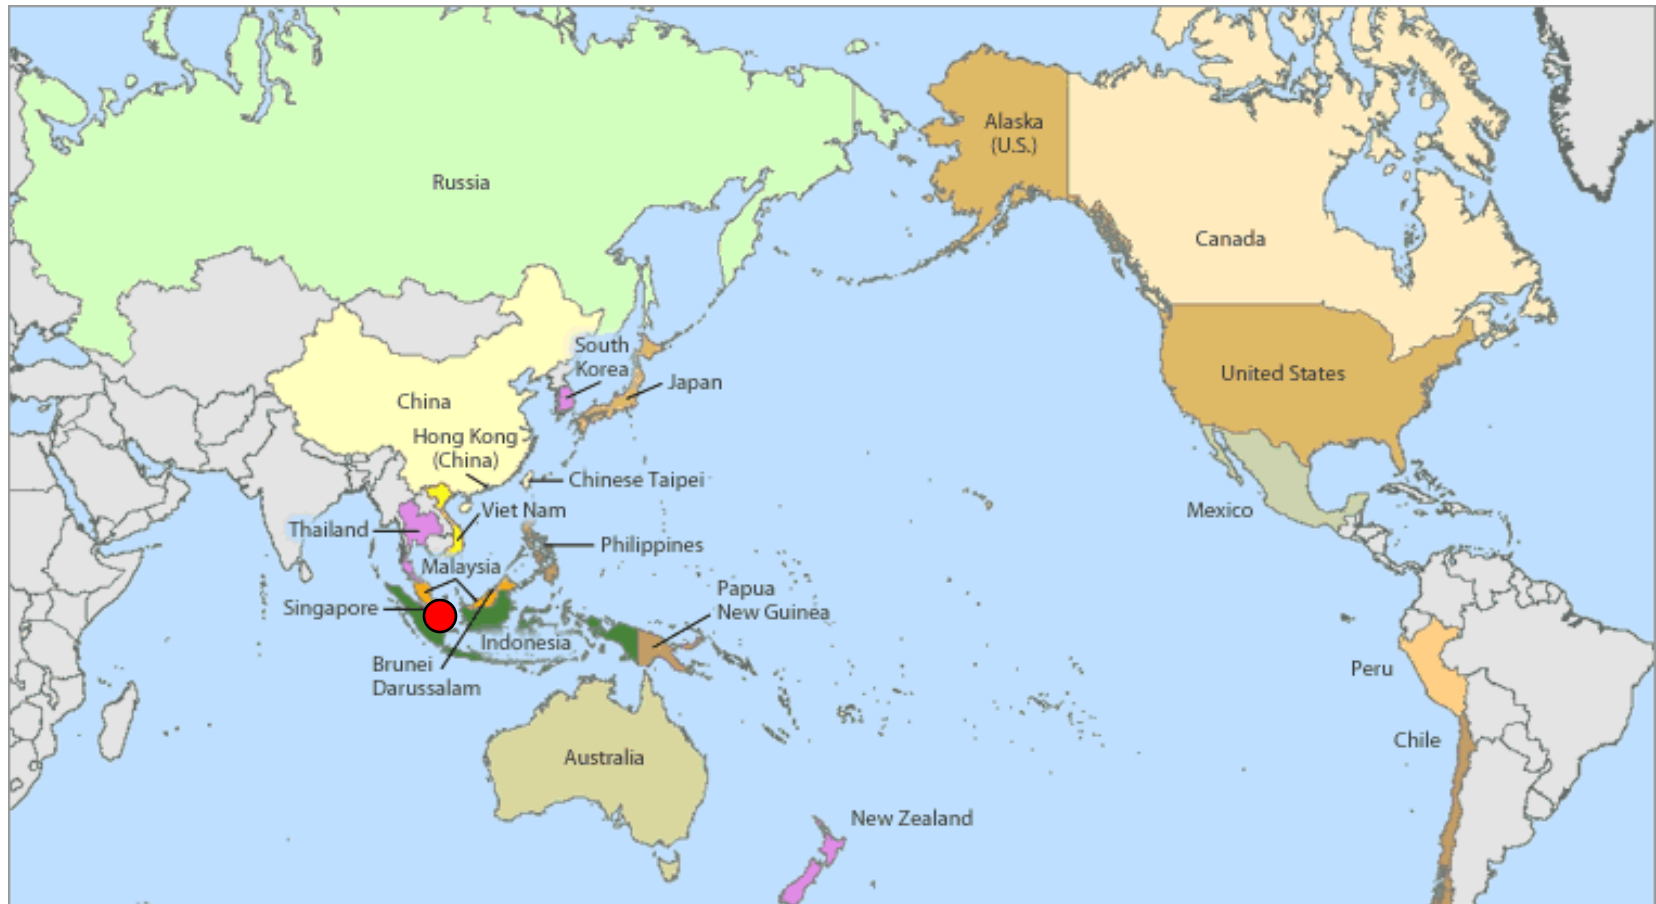 Alaska
(U.S.)
Russia
Canada
South
Korea
Japan
United States
China
Hong Kong
(China)
Chinese Taipei
Viet Nam
Mexico
Thailand
Philippines
Malaysia
Papua
New Guinea
Singapore
Indonesia
Brunei
Darussalam
Peru
Chile
Australia
New Zealand